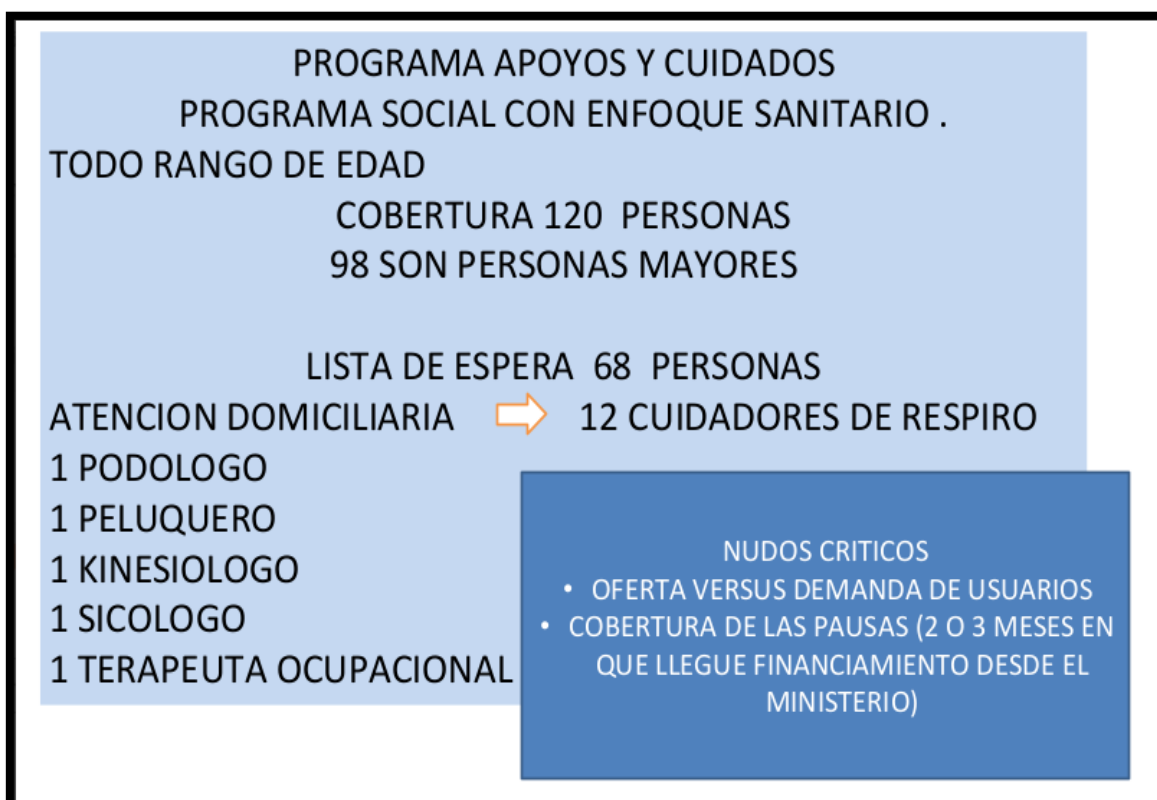 PROGRAMA APOYOS Y CUIDADOS
PROGRAMA SOCIAL CON ENFOQUE SANITARIO .
TODO RANGO DE EDAD
COBERTURA 120 PERSONAS
98 SON PERSONAS MAYORES
LISTA DE ESPERA 68 PERSONAS
ATENCION DOMICILIARIA 12 CUIDADORES DE RESPIRO
1 PODOLOGO
1 PELUQUERO
1 KINESIOLOGO
1 SICOLOGO
1 TERAPEUTA OCUPACIONAL
NUDOS CRITICOS
• OFERTA VERSUS DEMANDA DE USUARIOS
• COBERTURA DE LAS PAUSAS (2 O 3 MESES EN
QUE LLEGUE FINANCIAMIENTO DESDE EL
MINISTERIO)